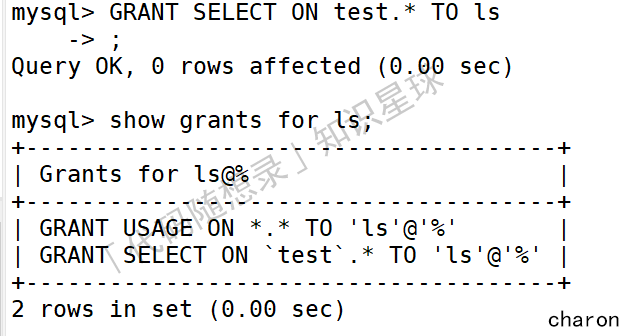 mysql> GRANT SELECT ON test.* TO ls
    -> ;
Query OK, 0 rows affected (0.00 sec)

mysql> show grants for ls;
+--------------------------------------+
| Grants for ls@%                      |
+--------------------------------------+
| GRANT USAGE ON *.* TO 'ls'@'%'       |
| GRANT SELECT ON `test`.* TO 'ls'@'%' |
+--------------------------------------+
2 rows in set (0.00 sec)
「代码随想录」知识星球
charon